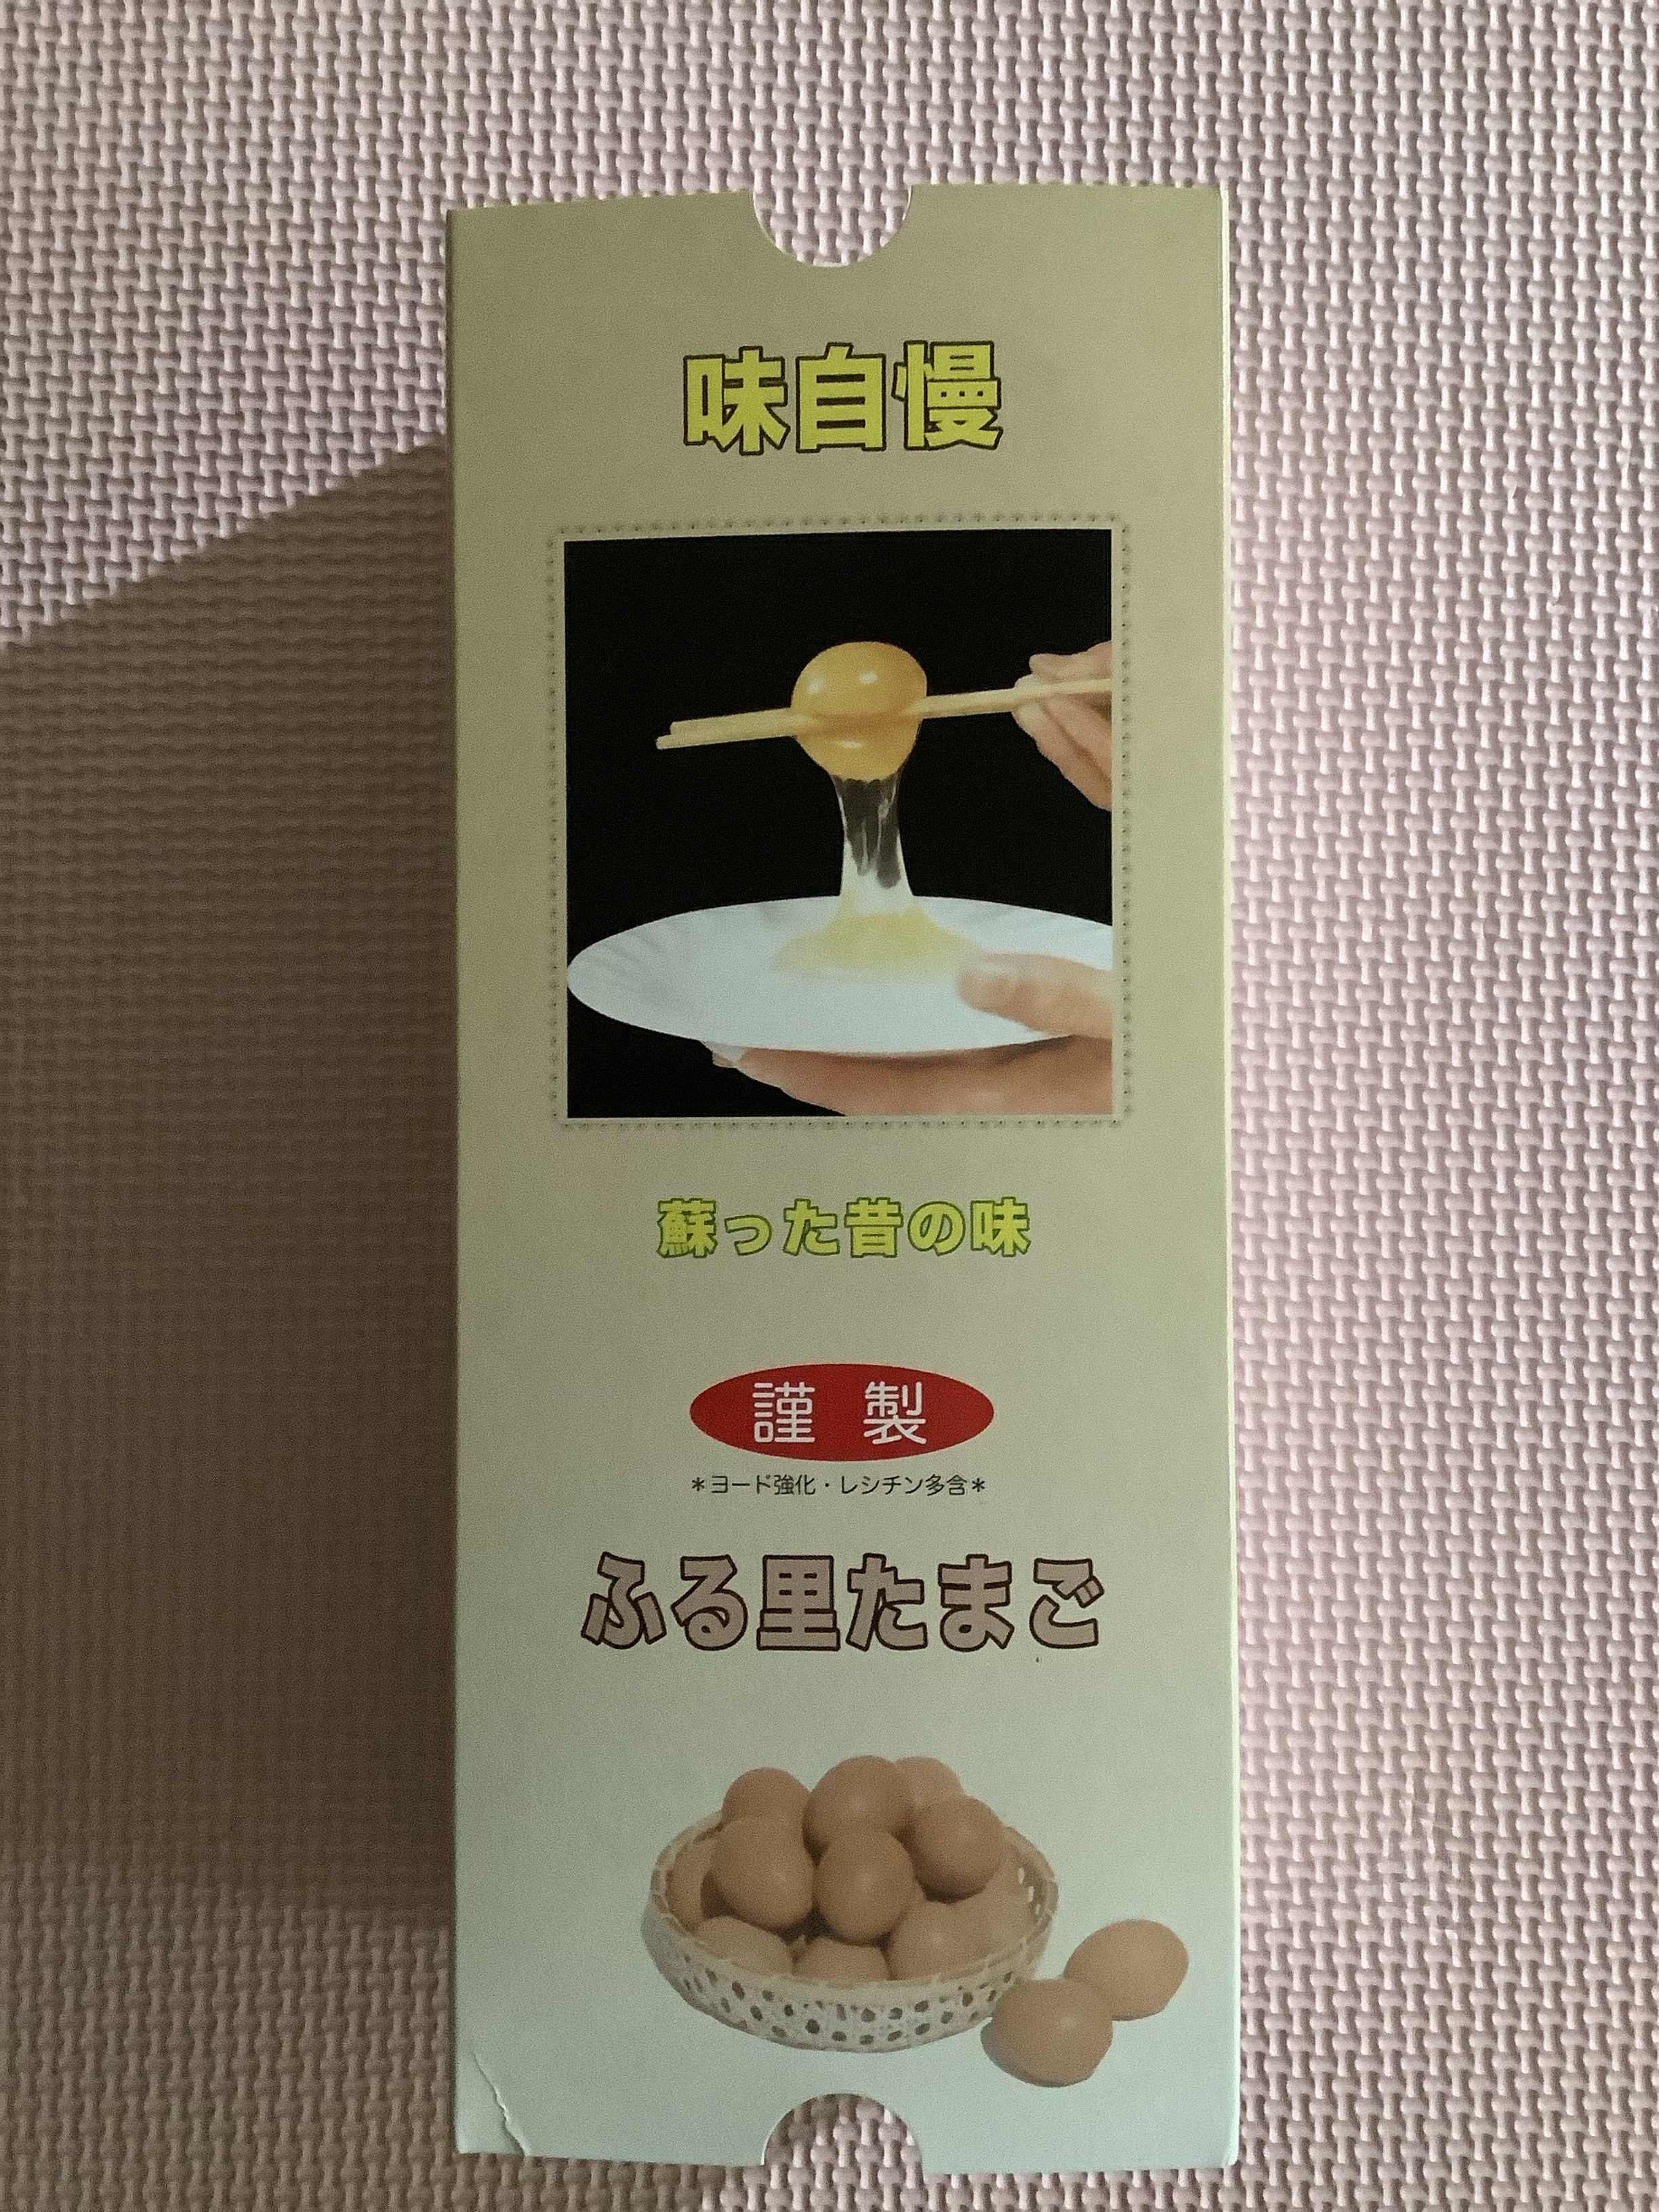 味自慢
蘇った昔の味
謹製
＊ヨード強化・レシチン多含＊
ふる里たまご